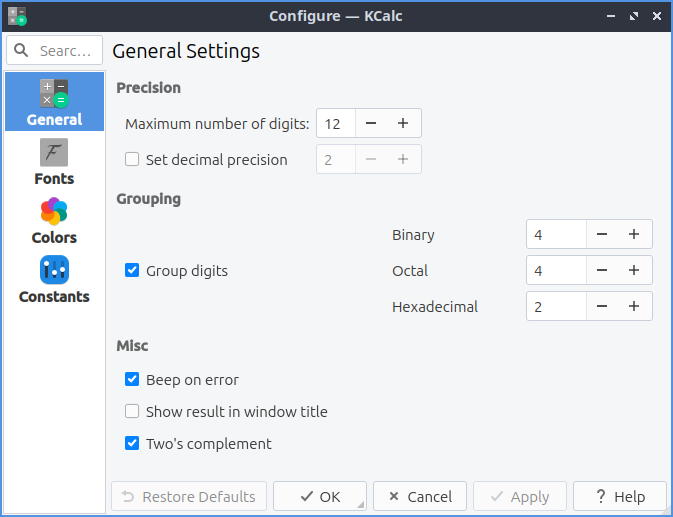 Configure — KCalc
Searc...
General Settings
General
Fonts
Colors
Constants
Precision
Maximum number of digits: 12
Set decimal precision 2
Grouping
Binary 4
Group digits Octal 4
Hexadecimal 2
Misc
Beep on error
Show result in window title
Two's complement
Restore Defaults OK Cancel Apply ? Help